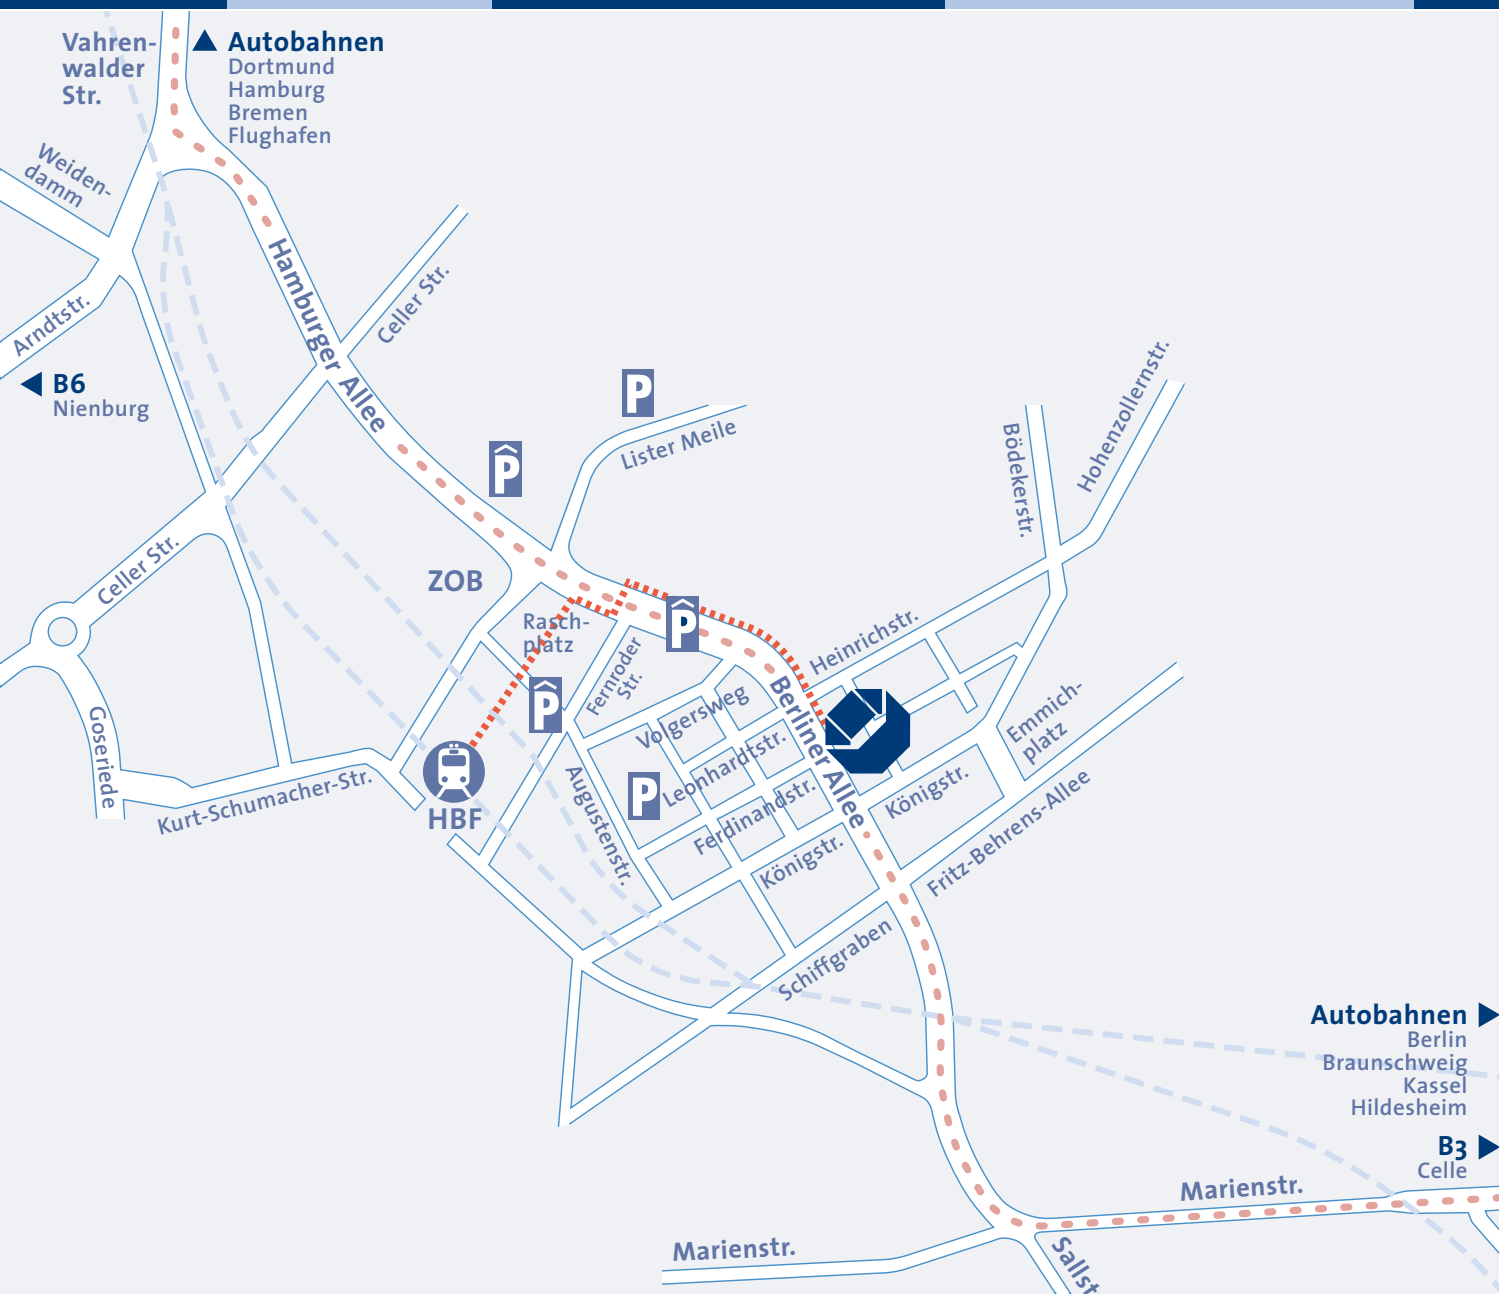 Vahren-
walder
Str.
Autobahnen
Dortmund
Hamburg
Bremen
Flughafen
Weiden-
damm
Hamburger Allee
Celler Str.
Arndtstr.
B6
Nienburg
P
Lister Meile
P
Bödekerstr.
Hohenzollernstr.
Celler Str.
ZOB
Rasch-
platz
P
Fernroder
Str.
Heinrichstr.
P
Volgersweg
Berliner Allee
Emmich-
platz
Goseriede
Kurt-Schumacher-Str.
HBF
Augustenstr.
P
Leonhardtstr.
Ferdinandstr.
Königstr.
Königstr.
Fritz-Behrens-Allee
Schiffgraben
Autobahnen
Berlin
Braunschweig
Kassel
Hildesheim
B3
Celle
Marienstr.
Marienstr.
Sallst